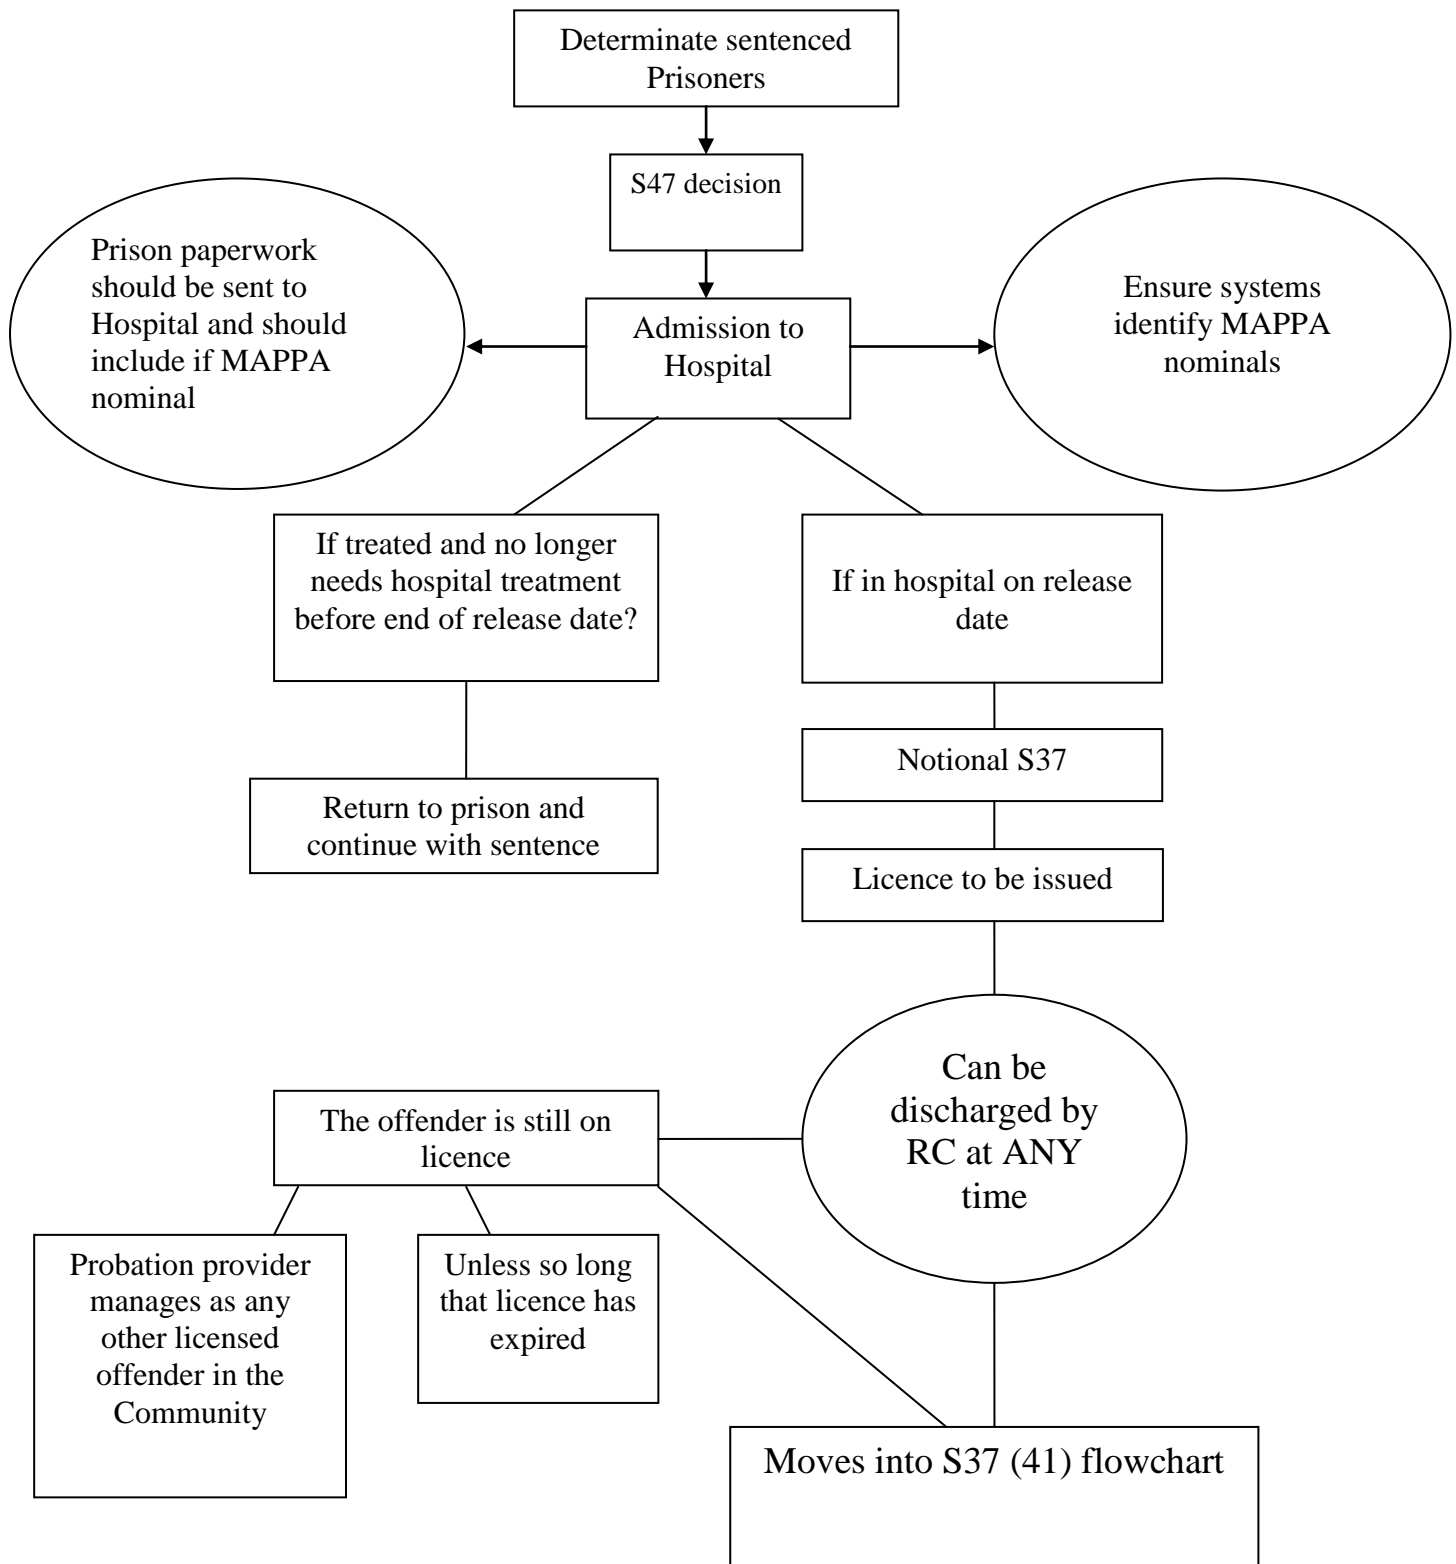 Determinate sentenced
Prisoners
S47 decision
Prison paperwork
should be sent to
Hospital and should
include if MAPPA
nominal
Admission to
Hospital
Ensure systems
identify MAPPA
nominals
If treated and no longer
needs hospital treatment
before end of release date?
If in hospital on release
date
Notional S37
Return to prison and
continue with sentence
Licence to be issued
Can be
discharged by
RC at ANY
time
The offender is still on
licence
Probation provider
manages as any
other licensed
offender in the
Community
Unless so long
that licence has
expired
Moves into S37 (41) flowchart